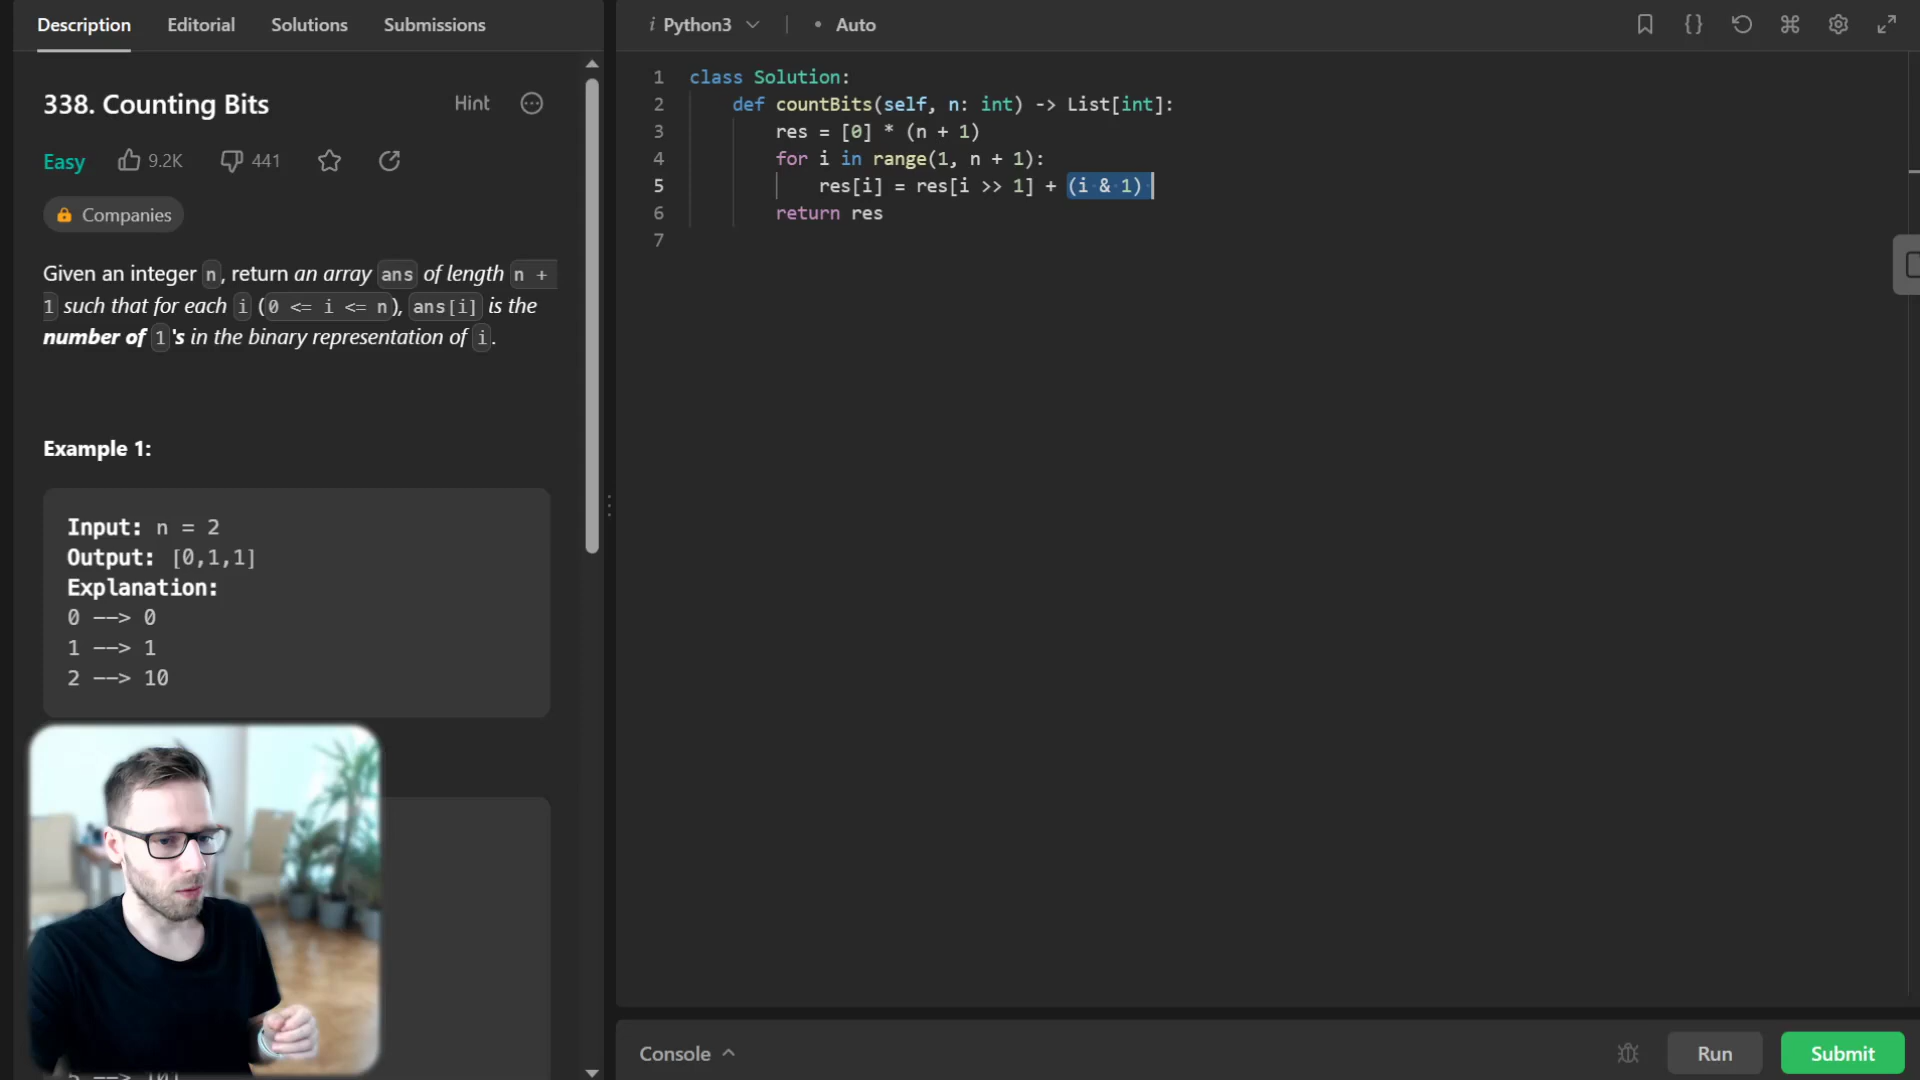 Description Editorial Solutions Submissions
338. Counting Bits Hint
Easy 9.2K 441
Companies
Given an integer n, return an array ans of length n +
1 such that for each i (0 <= i <= n), ans[i] is the
number of 1's in the binary representation of i.
Example 1:
Input: n = 2
Output: [0,1,1]
Explanation:
0 --> 0
1 --> 1
2 --> 10
i Python3 • Auto
1 class Solution:
2 def countBits(self, n: int) -> List[int]:
3 res = [0] * (n + 1)
4 for i in range(1, n + 1):
5 res[i] = res[i >> 1] + (i & 1)
6 return res
7
Console Run Submit